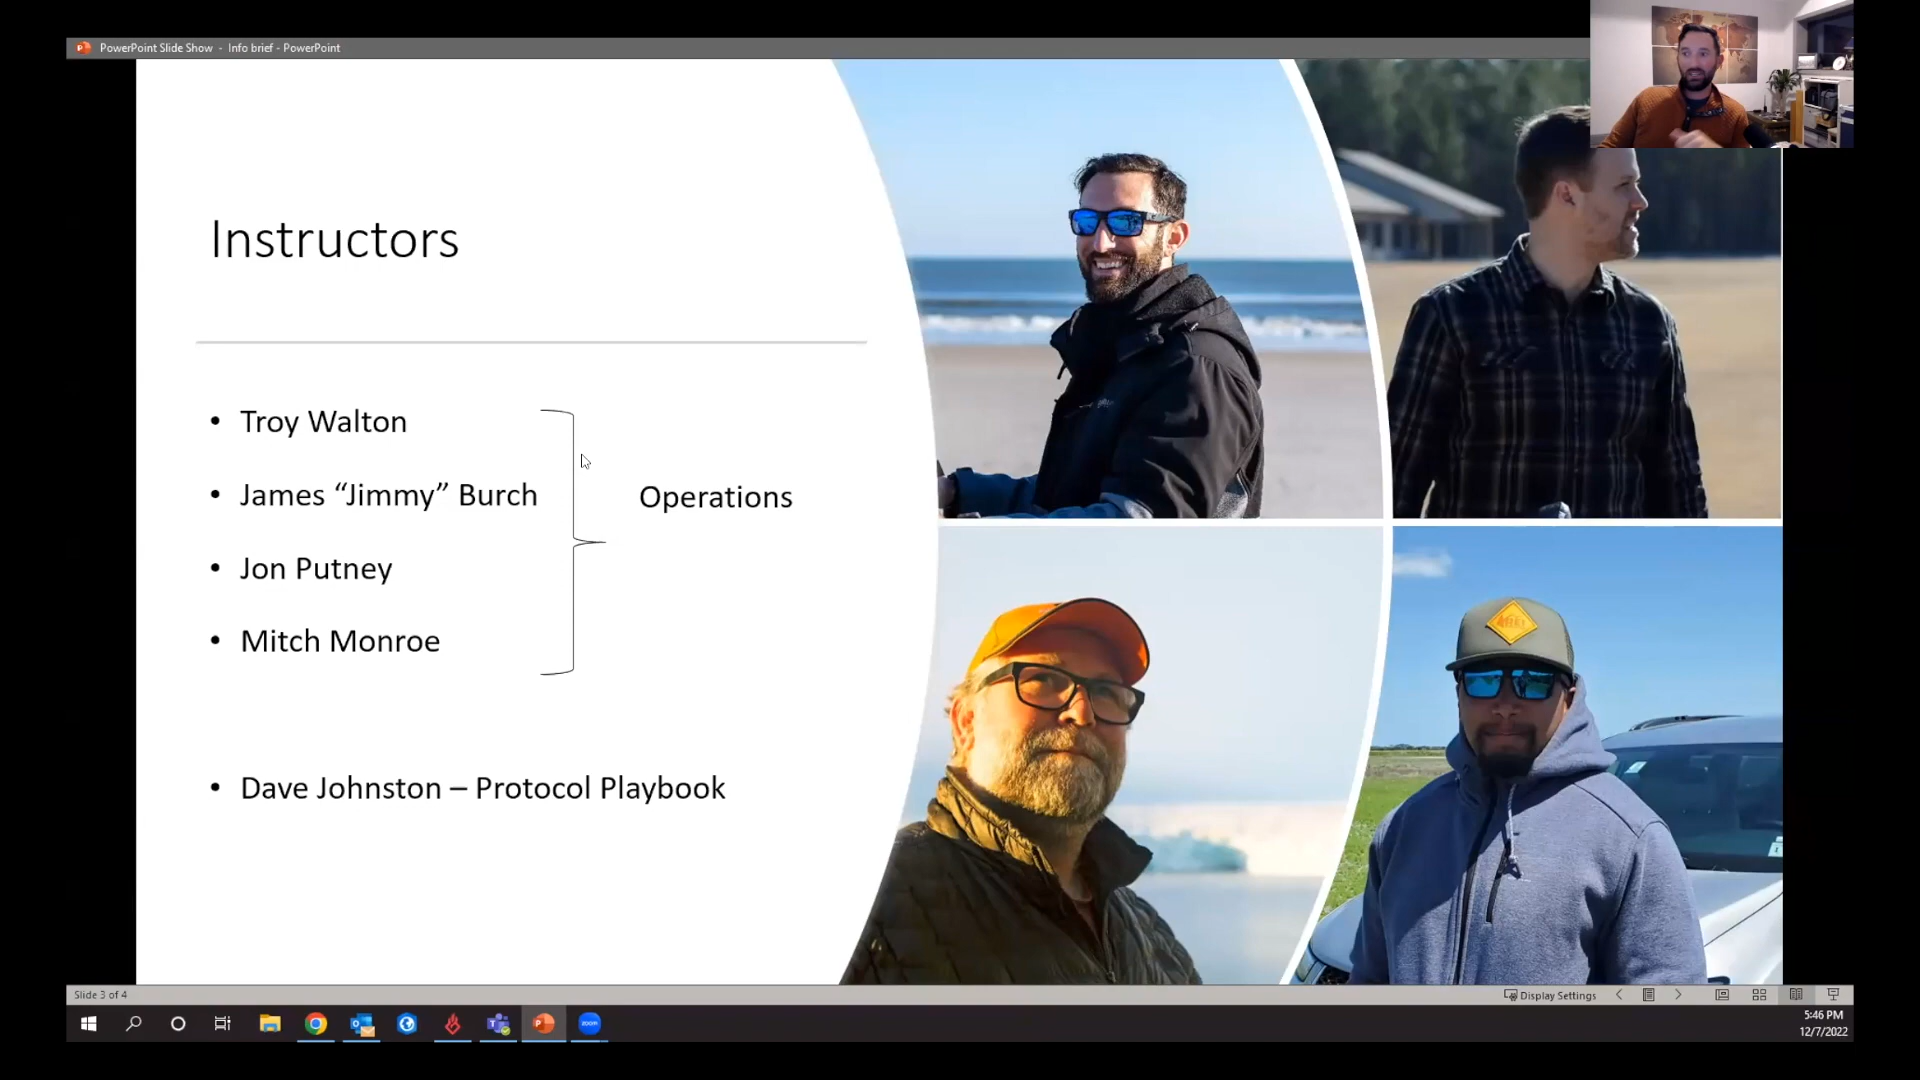 PowerPoint Slide Show - Info brief - PowerPoint
Instructors
• Troy Walton
• James “Jimmy” Burch
• Jon Putney
• Mitch Monroe
Operations
• Dave Johnston – Protocol Playbook
Slide 3 of 4
Display Settings
zoom
5:46 PM
12/7/2022